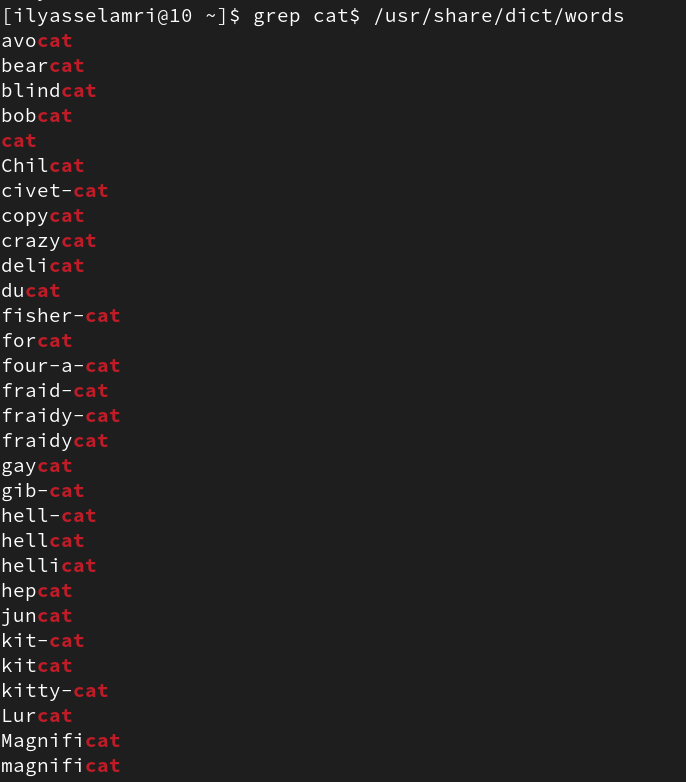 [ilyasselamri@10 ~]$ grep cat$ /usr/share/dict/words
avocat
bearcat
blindcat
bobcat
cat
Chilcat
civet-cat
copycat
crazycat
delicat
ducat
fisher-cat
forcat
four-a-cat
fraid-cat
fraidy-cat
fraidycat
gaycat
gib-cat
hell-cat
hellcat
hellicat
hepcat
juncat
kit-cat
kitcat
kitty-cat
Lurcat
Magnificat
magnificat